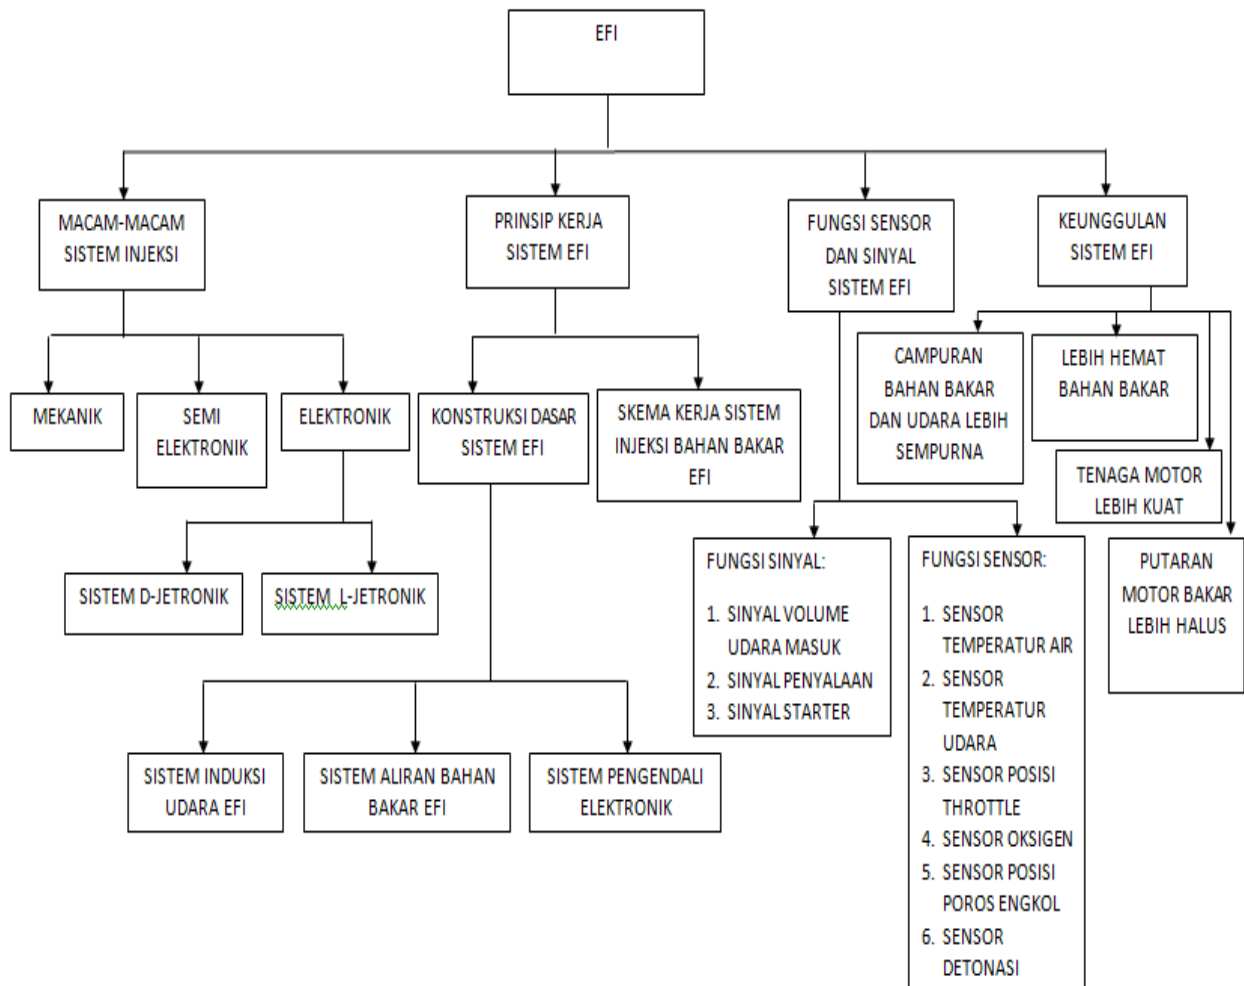 EFI
MACAM-MACAM
SISTEM INJEKSI
PRINSIP KERJA
SISTEM EFI
FUNGSI SENSOR
DAN SINYAL
SISTEM EFI
KEUNGGULAN
SISTEM EFI
MEKANIK
SEMI
ELEKTRONIK
ELEKTRONIK
KONSTRUKSI DASAR
SISTEM EFI
SKEMA KERJA SISTEM
INJEKSI BAHAN BAKAR
EFI
CAMPURAN
BAHAN BAKAR
DAN UDARA LEBIH
SEMPURNA
LEBIH HEMAT
BAHAN BAKAR
TENAGA MOTOR
LEBIH KUAT
PUTARAN
MOTOR BAKAR
LEBIH HALUS
SISTEM D-JETRONIK
SISTEM L-JETRONIK
FUNGSI SINYAL:
1. SINYAL VOLUME
UDARA MASUK
2. SINYAL PENYALAAN
3. SINYAL STARTER
FUNGSI SENSOR:
1. SENSOR
TEMPERATUR AIR
2. SENSOR
TEMPERATUR
UDARA
3. SENSOR POSISI
THROTTLE
4. SENSOR OKSIGEN
5. SENSOR POSISI
POROS ENGKOL
6. SENSOR
DETONASI
SISTEM INDUKSI
UDARA EFI
SISTEM ALIRAN BAHAN
BAKAR EFI
SISTEM PENGENDALI
ELEKTRONIK